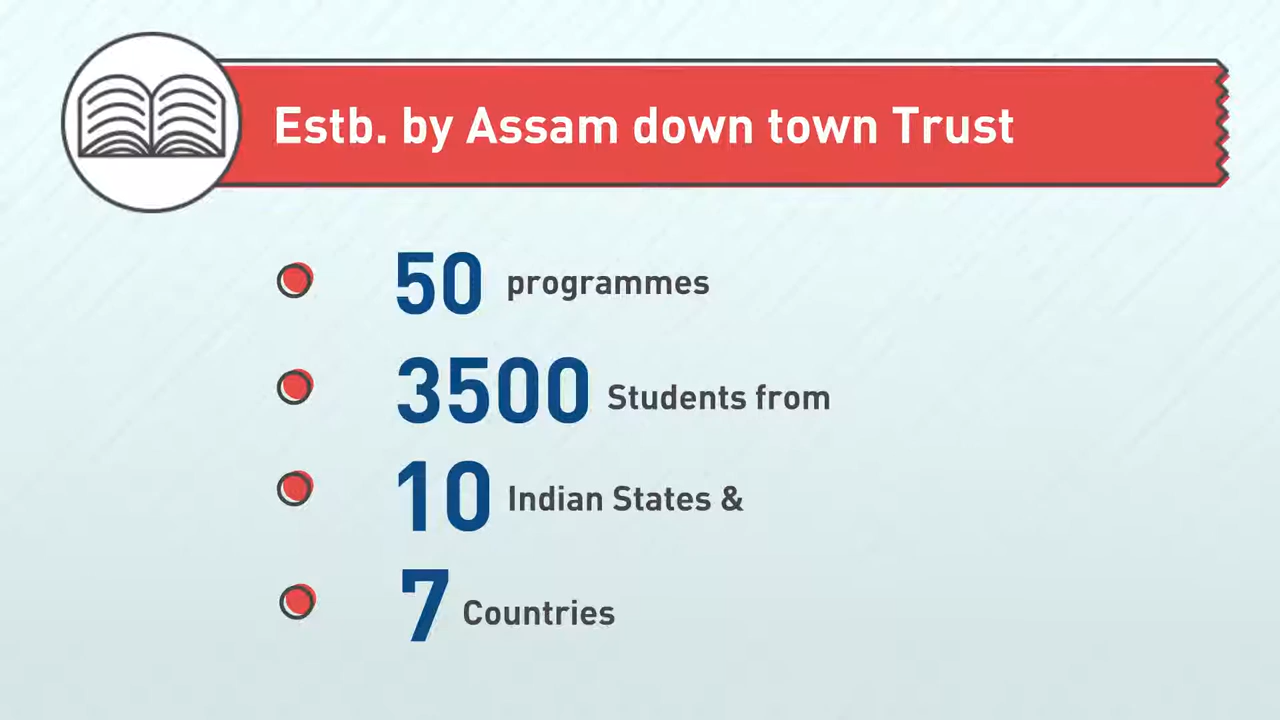 Estb. by Assam down town Trust
50 programmes
3500 Students from
10 Indian States &
7 Countries